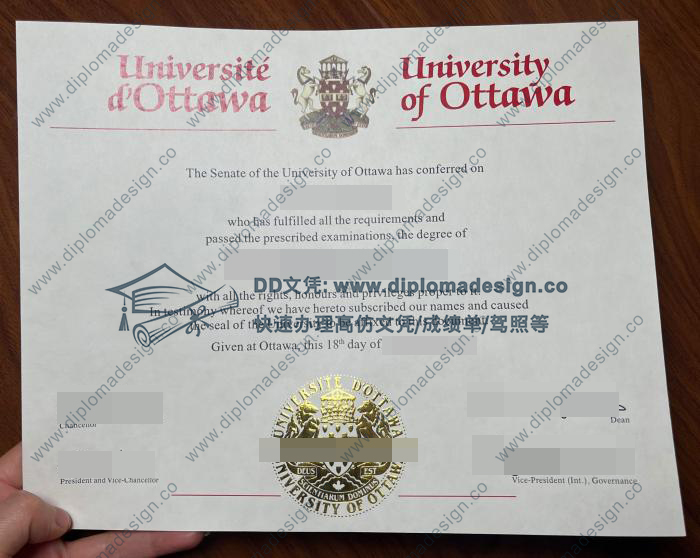 Université
d'Ottawa
University
of Ottawa
The Senate of the University of Ottawa has conferred on
who has fulfilled all the requirements and
passed the prescribed examinations, the degree of
DD文凭: www.diplomadesign.co
with all the rights, honours and privileges
In testimony whereof we have hereto subscribed our names and caused
快速办理高仿文凭/成绩单/驾照等
the seal of
Given at Ottawa, this 18th day of
Chancellor
Dean
President and Vice-Chancellor
Vice-President (Int.), Governance
UNIVERSITÉ D'OTTAWA
DEUS EST
SCIENTIARUM DOMINUS
UNIVERSITY OF OTTAWA
www.diplomadesign.co